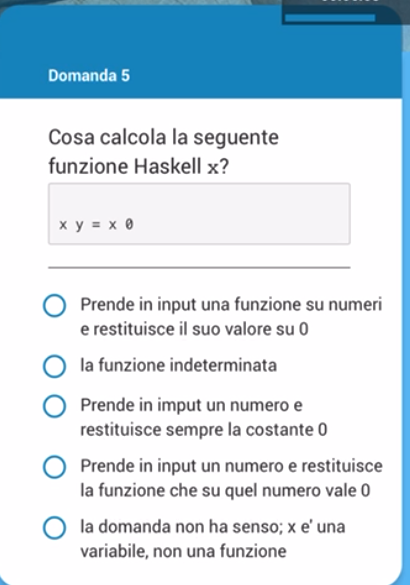 Domanda 5
Cosa calcola la seguente
funzione Haskell x?
x y = x 0
Prende in input una funzione su numeri
e restituisce il suo valore su 0
la funzione indeterminata
Prende in imput un numero e
restituisce sempre la costante 0
Prende in input un numero e restituisce
la funzione che su quel numero vale 0
la domanda non ha senso; x e' una
variabile, non una funzione